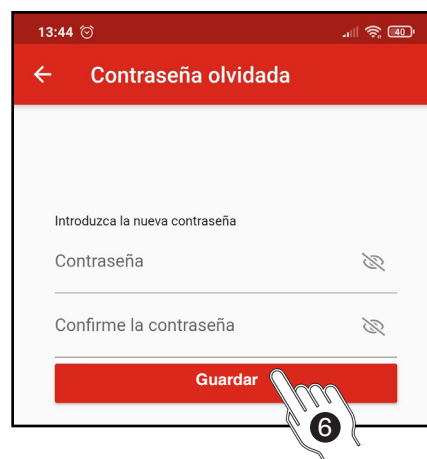 13:44 40
Contraseña olvidada
Introduzca la nueva contraseña
Contraseña
Confirme la contraseña
Guardar
6